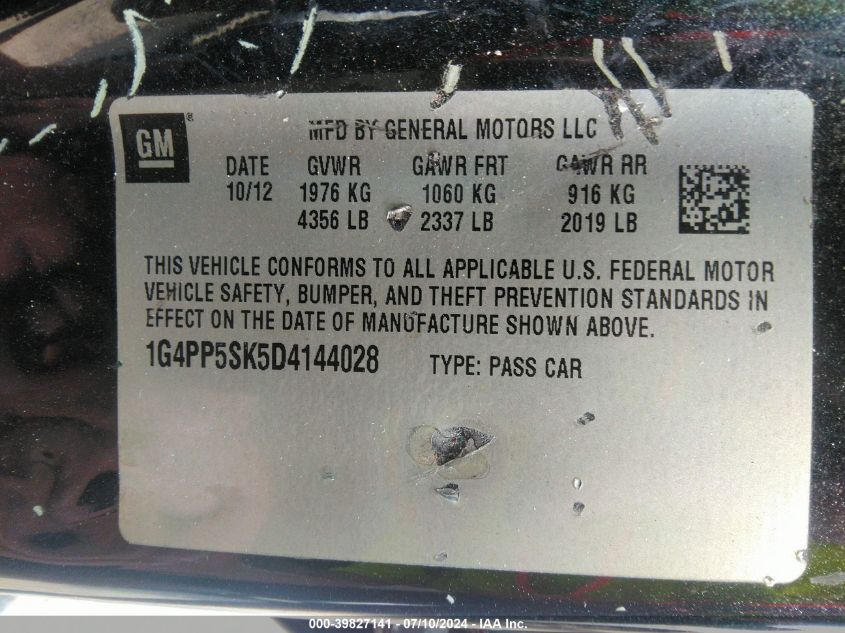 GM ®
MFD BY GENERAL MOTORS LLC
DATE GVWR GAWR FRT GAWR RR
10/12 1976 KG 1060 KG 916 KG
4356 LB 2337 LB 2019 LB
THIS VEHICLE CONFORMS TO ALL APPLICABLE U.S. FEDERAL MOTOR
VEHICLE SAFETY, BUMPER, AND THEFT PREVENTION STANDARDS IN
EFFECT ON THE DATE OF MANUFACTURE SHOWN ABOVE.
1G4PP5SK5D4144028 TYPE: PASS CAR
000-39827141 - 07/10/2024 - IAA Inc.